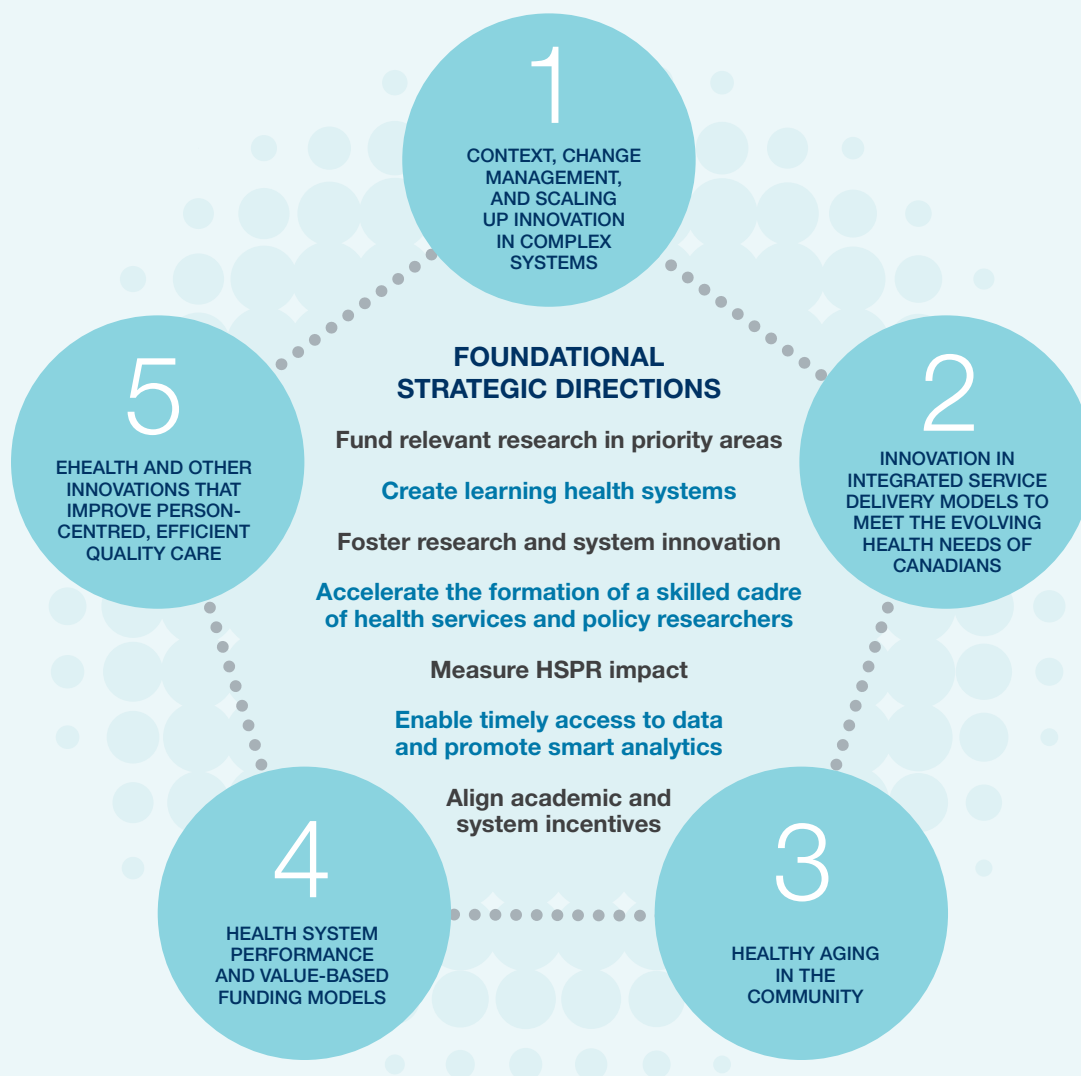 1
CONTEXT, CHANGE
MANAGEMENT,
AND SCALING
UP INNOVATION
IN COMPLEX
SYSTEMS
2
INNOVATION IN
INTEGRATED SERVICE
DELIVERY MODELS TO
MEET THE EVOLVING
HEALTH NEEDS OF
CANADIANS
3
HEALTHY AGING
IN THE
COMMUNITY
4
HEALTH SYSTEM
PERFORMANCE
AND VALUE-BASED
FUNDING MODELS
5
EHEALTH AND OTHER
INNOVATIONS THAT
IMPROVE PERSON-
CENTRED, EFFICIENT
QUALITY CARE
FOUNDATIONAL
STRATEGIC DIRECTIONS
Fund relevant research in priority areas
Create learning health systems
Foster research and system innovation
Accelerate the formation of a skilled cadre
of health services and policy researchers
Measure HSPR impact
Enable timely access to data
and promote smart analytics
Align academic and
system incentives